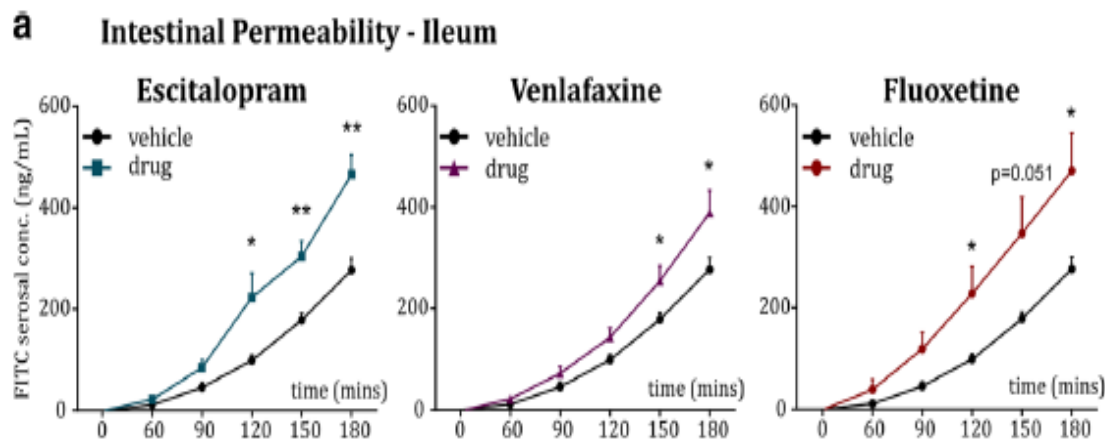 a Intestinal Permeability - Ileum
Escitalopram
600
vehicle
drug
**
**
*
400
200
0
FITC serosal conc. (ng/mL)
time (mins)
0 60 90 120 150 180
Venlafaxine
600
vehicle
drug
*
*
400
200
0
time (mins)
0 60 90 120 150 180
Fluoxetine
600
vehicle
drug
*
p=0.051
*
400
200
0
time (mins)
0 60 90 120 150 180